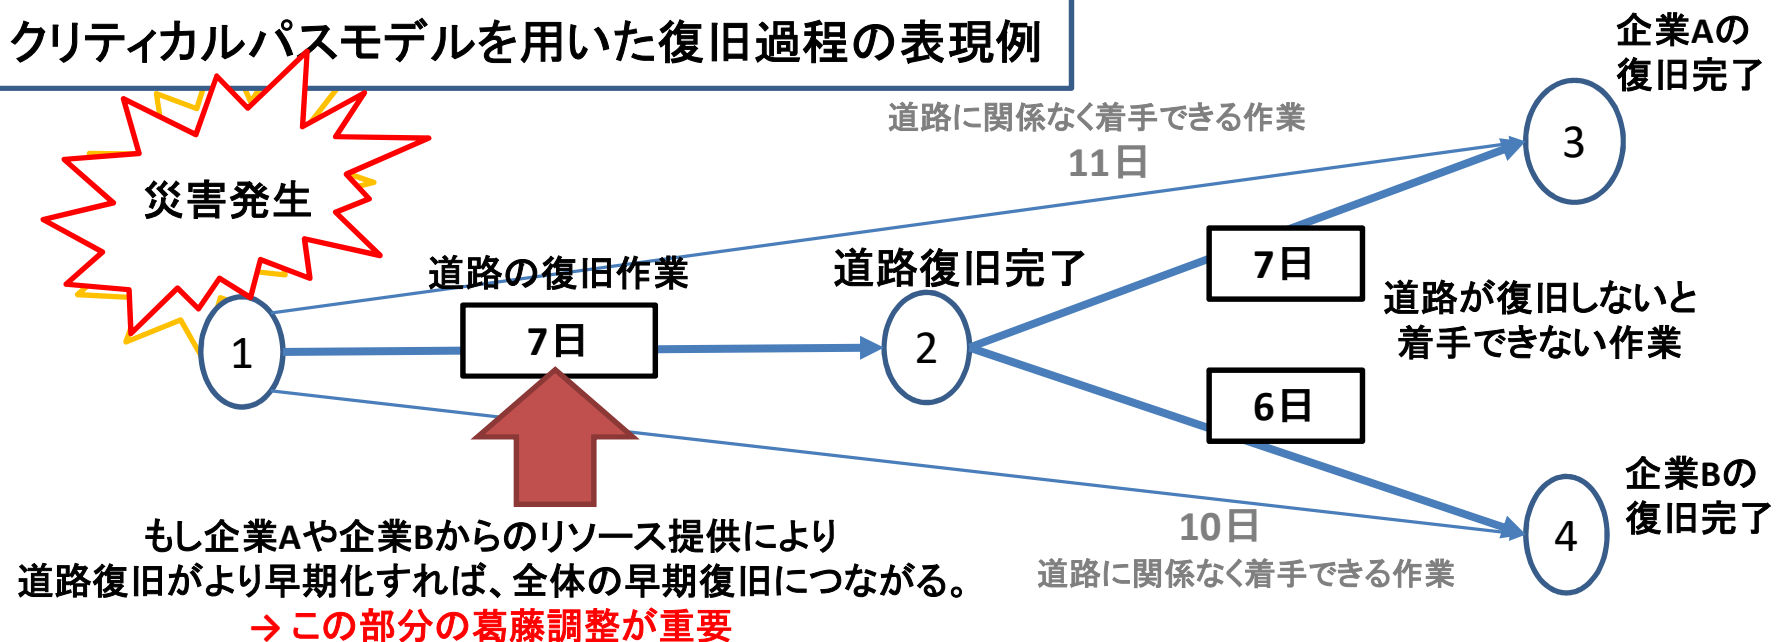 クリティカルパスモデルを用いた復旧過程の表現例
企業Aの
復旧完了
道路に関係なく着手できる作業
11日
3
災害発生
道路の復旧作業
道路復旧完了
7日
道路が復旧しないと
着手できない作業
1
7日
2
6日
企業Bの
復旧完了
10日
4
道路に関係なく着手できる作業
もし企業Aや企業Bからのリソース提供により
道路復旧がより早期化すれば、全体の早期復旧につながる。
→この部分の葛藤調整が重要